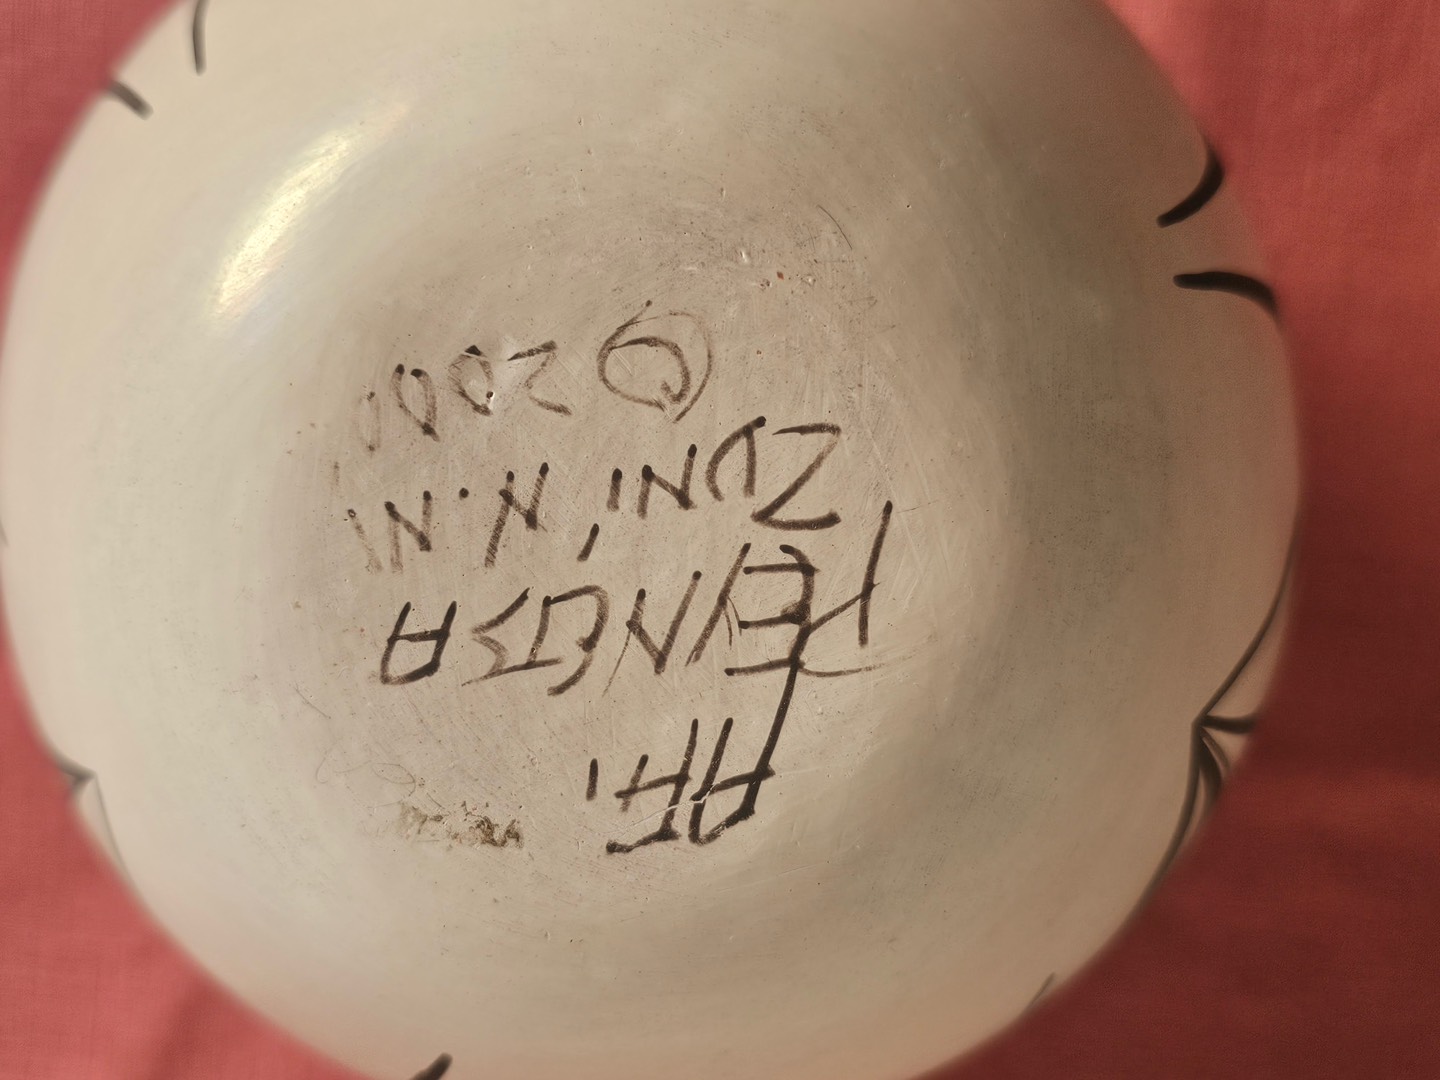 PEYNETSA
ZUNI, N.M
© 2000